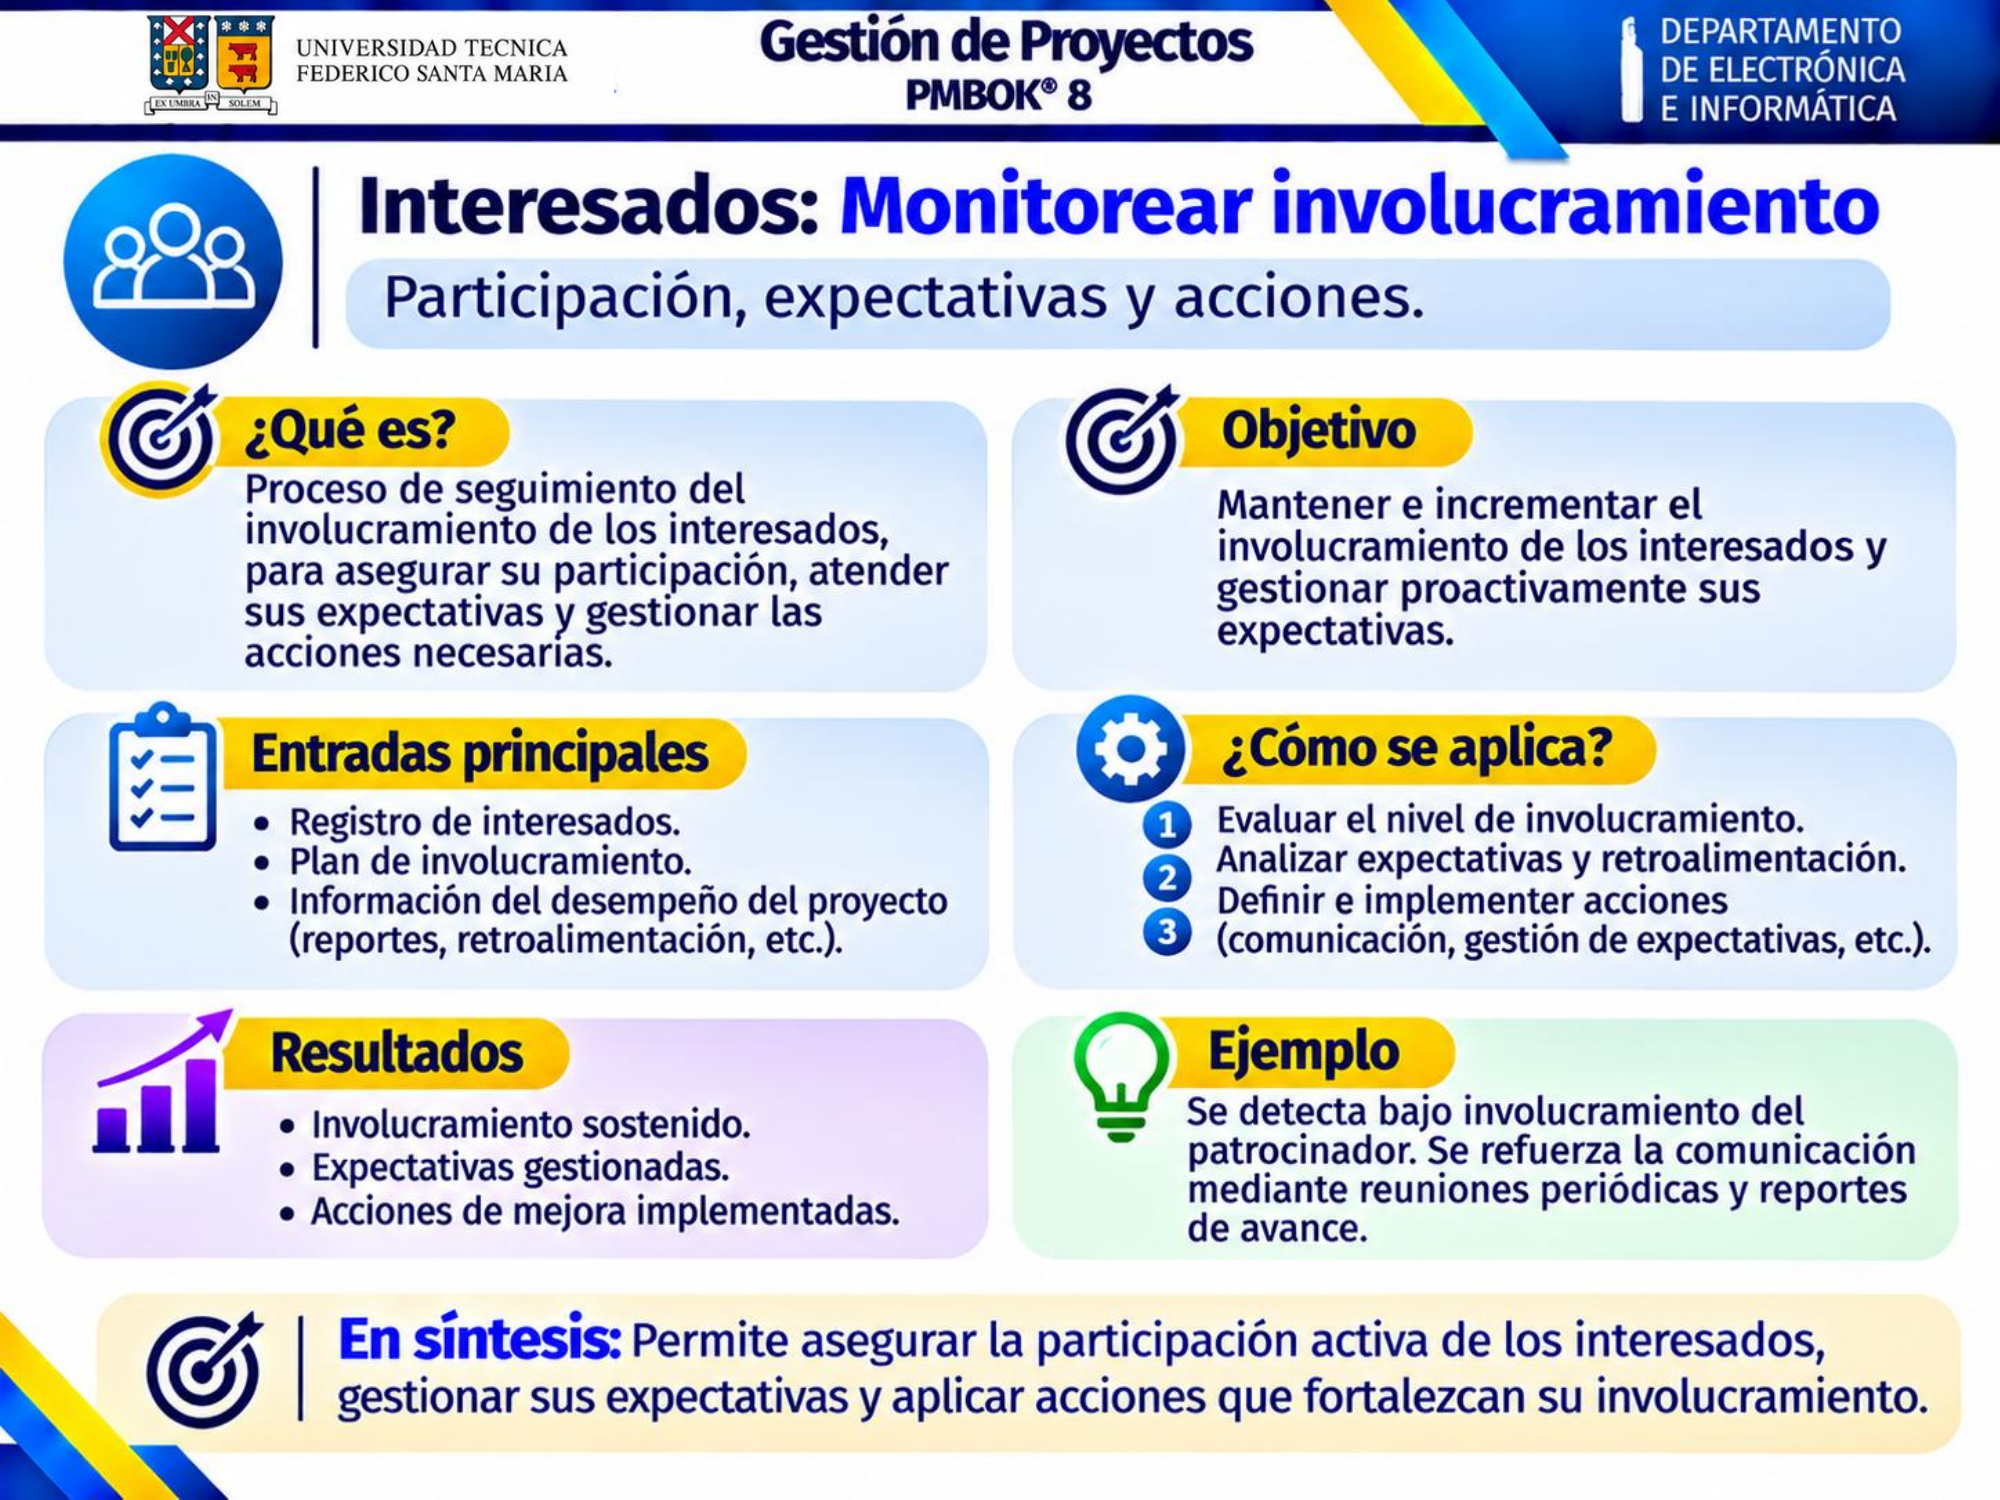 UNIVERSIDAD TECNICA
FEDERICO SANTA MARIA
EX UMBRA IN SOLEM
Gestión de Proyectos
PMBOK® 8
DEPARTAMENTO
DE ELECTRÓNICA
E INFORMÁTICA
Interesados: Monitorear involucramiento
Participación, expectativas y acciones.
¿Qué es?
Proceso de seguimiento del
involucramiento de los interesados,
para asegurar su participación, atender
sus expectativas y gestionar las
acciones necesarias.
Objetivo
Mantener e incrementar el
involucramiento de los interesados y
gestionar proactivamente sus
expectativas.
Entradas principales
• Registro de interesados.
• Plan de involucramiento.
• Información del desempeño del proyecto
(reportes, retroalimentación, etc.).
¿Cómo se aplica?
1 Evaluar el nivel de involucramiento.
2 Analizar expectativas y retroalimentación.
3 Definir e implementer acciones
(comunicación, gestión de expectativas, etc.).
Resultados
• Involucramiento sostenido.
• Expectativas gestionadas.
• Acciones de mejora implementadas.
Ejemplo
Se detecta bajo involucramiento del
patrocinador. Se refuerza la comunicación
mediante reuniones periódicas y reportes
de avance.
En síntesis: Permite asegurar la participación activa de los interesados,
gestionar sus expectativas y aplicar acciones que fortalezcan su involucramiento.